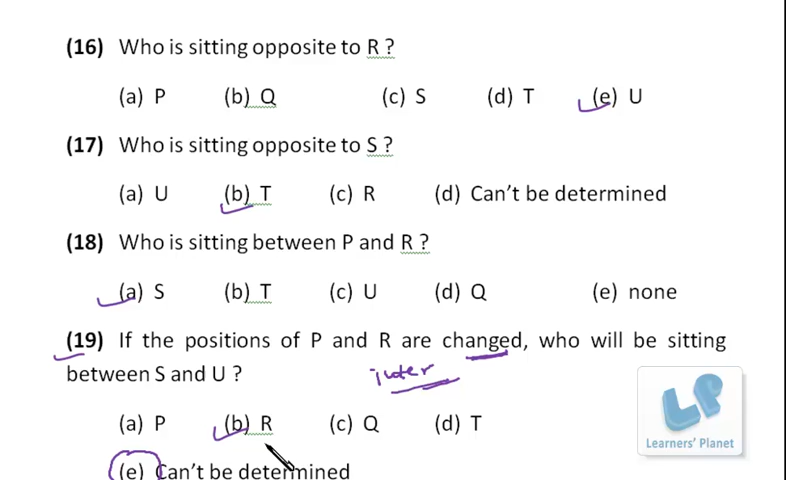 (16) Who is sitting opposite to R ?
(a) P (b) Q (c) S (d) T (e) U
(17) Who is sitting opposite to S ?
(a) U (b) T (c) R (d) Can't be determined
(18) Who is sitting between P and R ?
(a) S (b) T (c) U (d) Q (e) none
(19) If the positions of P and R are changed, who will be sitting
between S and U ?
inter
(a) P (b) R (c) Q (d) T
(e) Can't be determined
LP
Learners' Planet